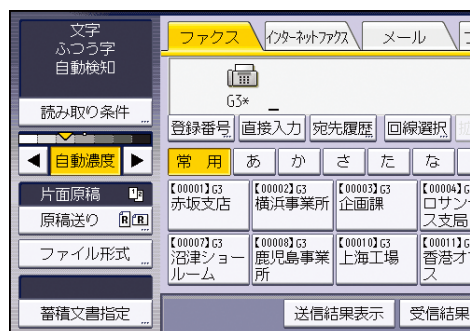 文字
ふつう字
自動検知
読み取り条件
自動濃度
片面原稿
原稿送り
ファイル形式
蓄積文書指定
ファクス
インターネットファクス
メール
G3*
登録番号
直接入力
宛先履歴
回線選択
常用
あ
か
さ
た
な
【00001】G3
赤坂支店
【00002】G3
横浜事業所
【00003】G3
企画課
【00004】G
ロサン
ス支局
【00007】G3
沼津ショー
ルーム
【00008】G3
鹿児島事業
所
【00010】G3
上海工場
【00011】G
香港オ
ス
送信結果表示
受信結果